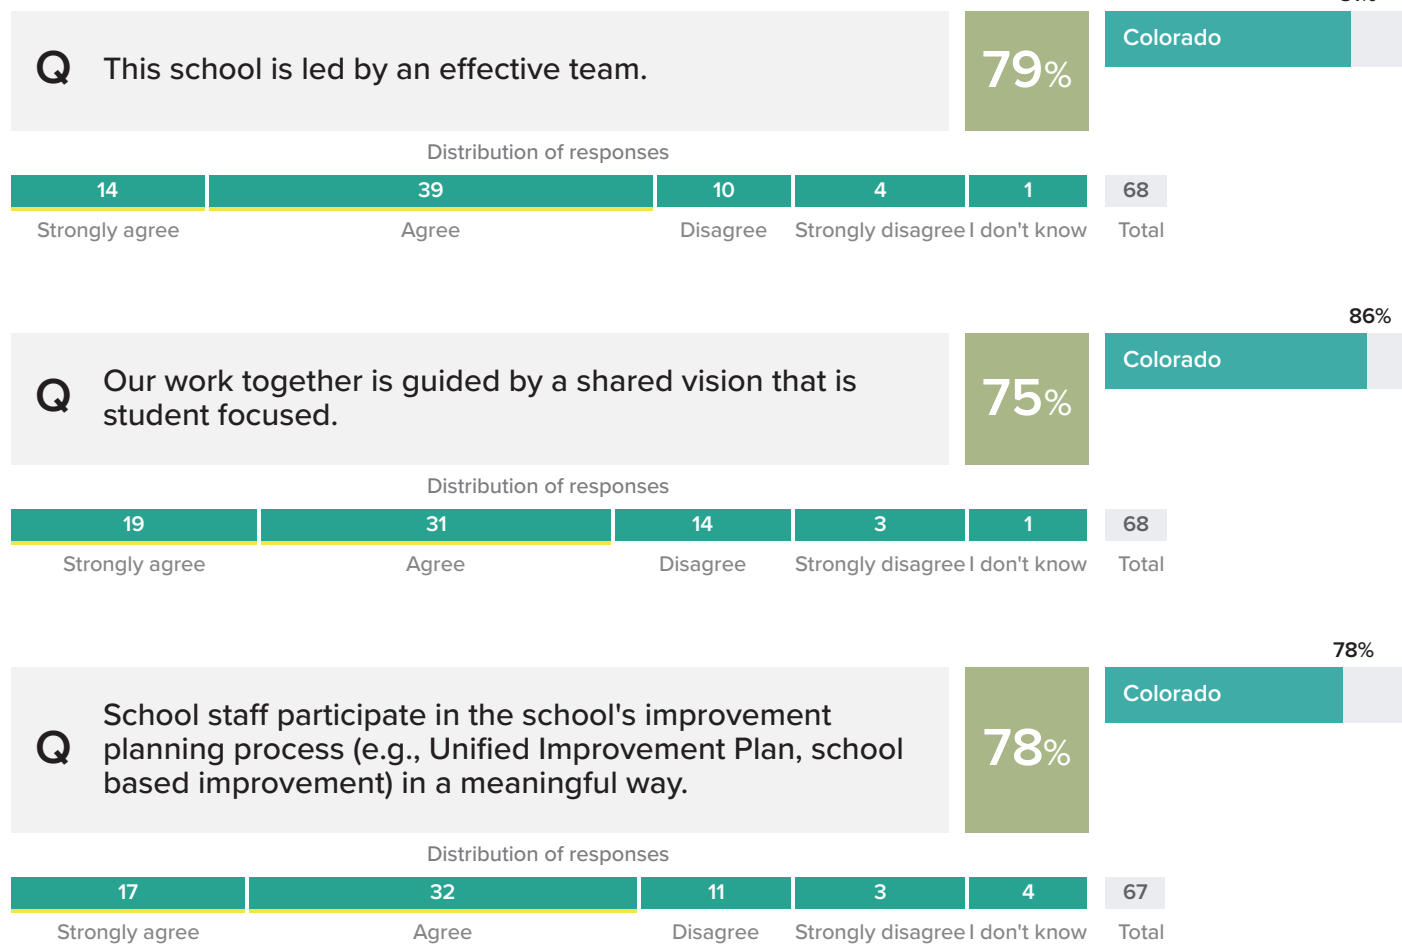 Q This school is led by an effective team.
79%
Colorado
Distribution of responses
14 39 10 4 1 68
Strongly agree Agree Disagree Strongly disagree I don't know Total
86%
Q Our work together is guided by a shared vision that is
student focused.
75%
Colorado
Distribution of responses
19 31 14 3 1 68
Strongly agree Agree Disagree Strongly disagree I don't know Total
78%
School staff participate in the school's improvement
Q planning process (e.g., Unified Improvement Plan, school
based improvement) in a meaningful way.
78%
Colorado
Distribution of responses
17 32 11 3 4 67
Strongly agree Agree Disagree Strongly disagree I don't know Total